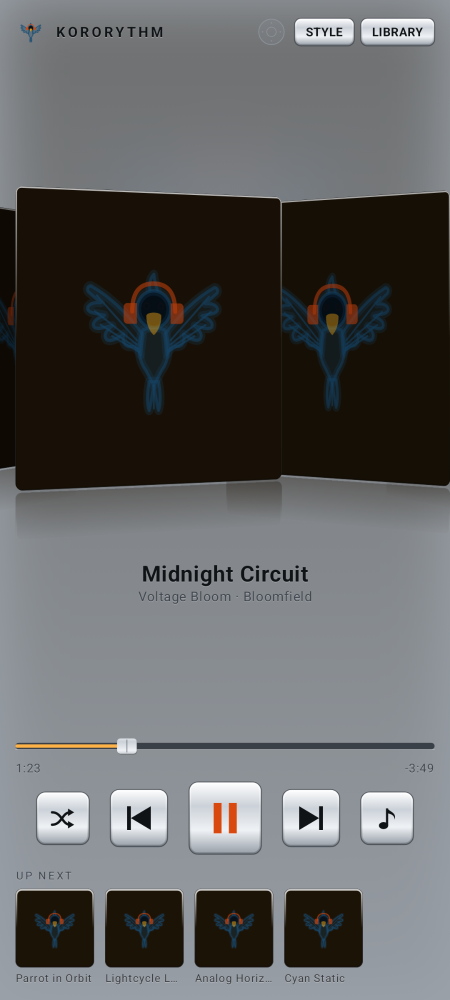 KORORYTHM
STYLE
LIBRARY
Midnight Circuit
Voltage Bloom · Bloomfield
1:23
-3:49
UP NEXT
Parrot in Orbit
Lightcycle L...
Analog Horiz...
Cyan Static